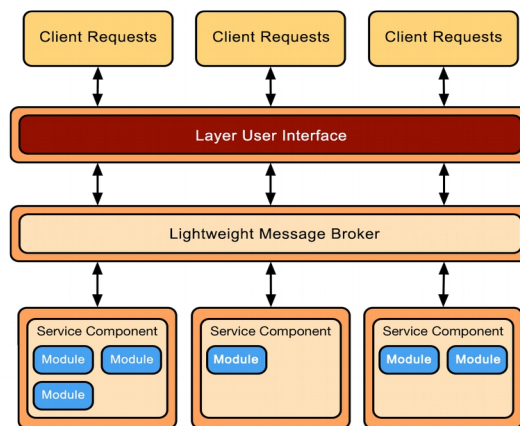 Client Requests
Client Requests
Client Requests
Layer User Interface
Lightweight Message Broker
Service Component
Service Component
Service Component
Module
Module
Module
Module
Module
Module